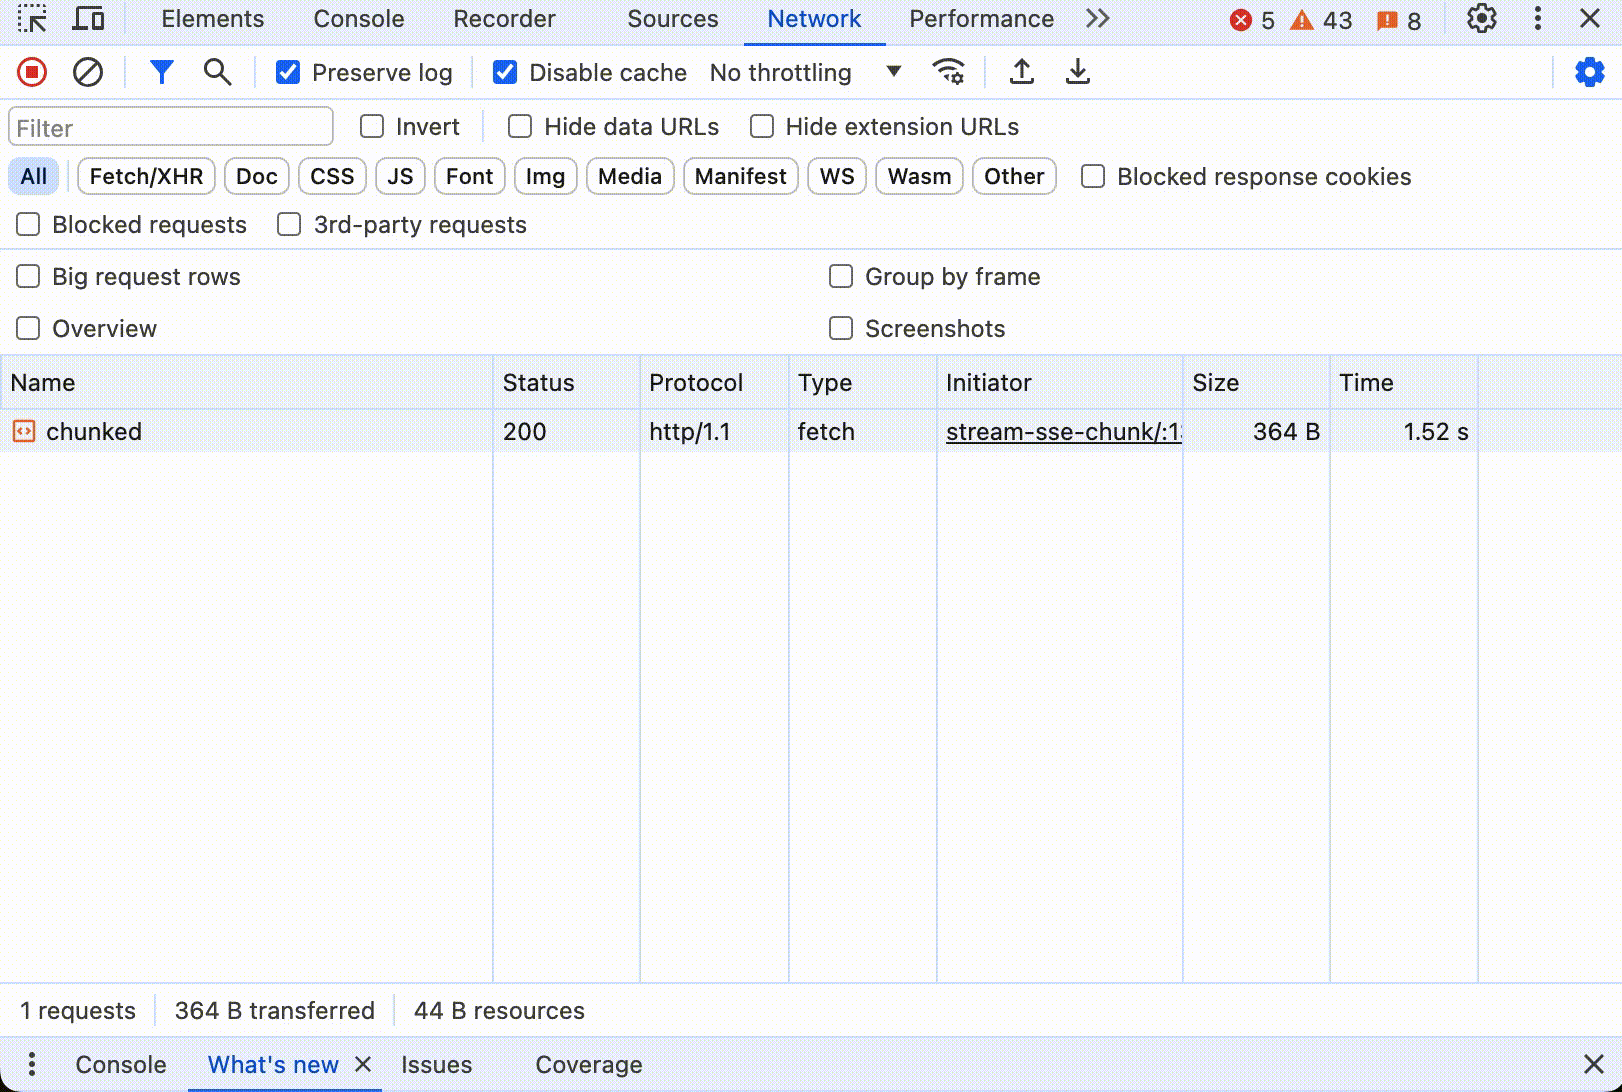 Elements Console Recorder Sources Network Performance 5 43 8
Preserve log Disable cache No throttling
Filter Invert Hide data URLs Hide extension URLs
All Fetch/XHR Doc CSS JS Font Img Media Manifest WS Wasm Other Blocked response cookies
Blocked requests 3rd-party requests
Big request rows Group by frame
Overview Screenshots
Name Status Protocol Type Initiator Size Time
chunked 200 http/1.1 fetch stream-sse-chunk/:1 364 B 1.52 s
1 requests 364 B transferred 44 B resources
Console What's new Issues Coverage